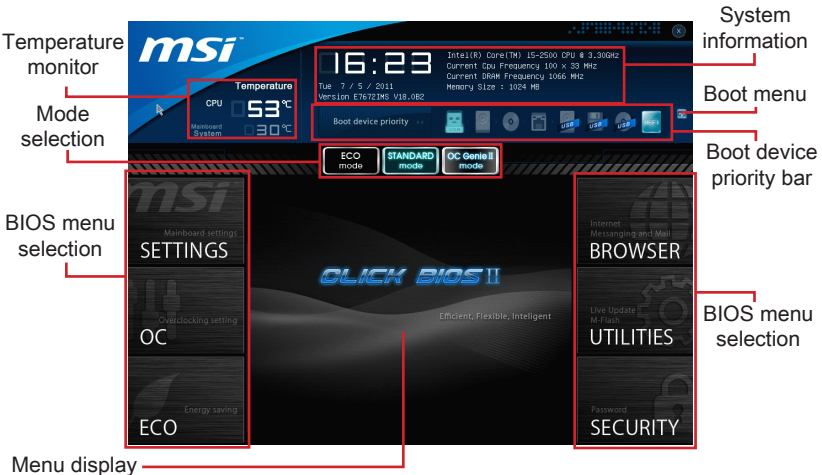 System
information
Temperature
monitor
msi
16:23
Intel(R) Core(TM) i5-2500 CPU @ 3.30GHz
Current Cpu Frequency 100 x 33 MHz
Current DRAM Frequency 1066 MHz
Memory Size : 1024 MB
Tue 7 / 5 / 2011
Version E7672IMS V18.0B2
Temperature
CPU 53°C
Mainboard
System 30°C
Boot menu
Mode
selection
Boot device priority
USB
USB
USB
UEFI
Boot device
priority bar
ECO
mode
STANDARD
mode
OC Genie II
mode
BIOS menu
selection
msi
Mainboard settings
SETTINGS
Overclocking setting
OC
Energy saving
ECO
CLICK BIOS II
Efficient, Flexible, Inteligent
Internet
Messanging and Mail
BROWSER
Live Update
M-Flash
UTILITIES
Password
SECURITY
BIOS menu
selection
Menu display